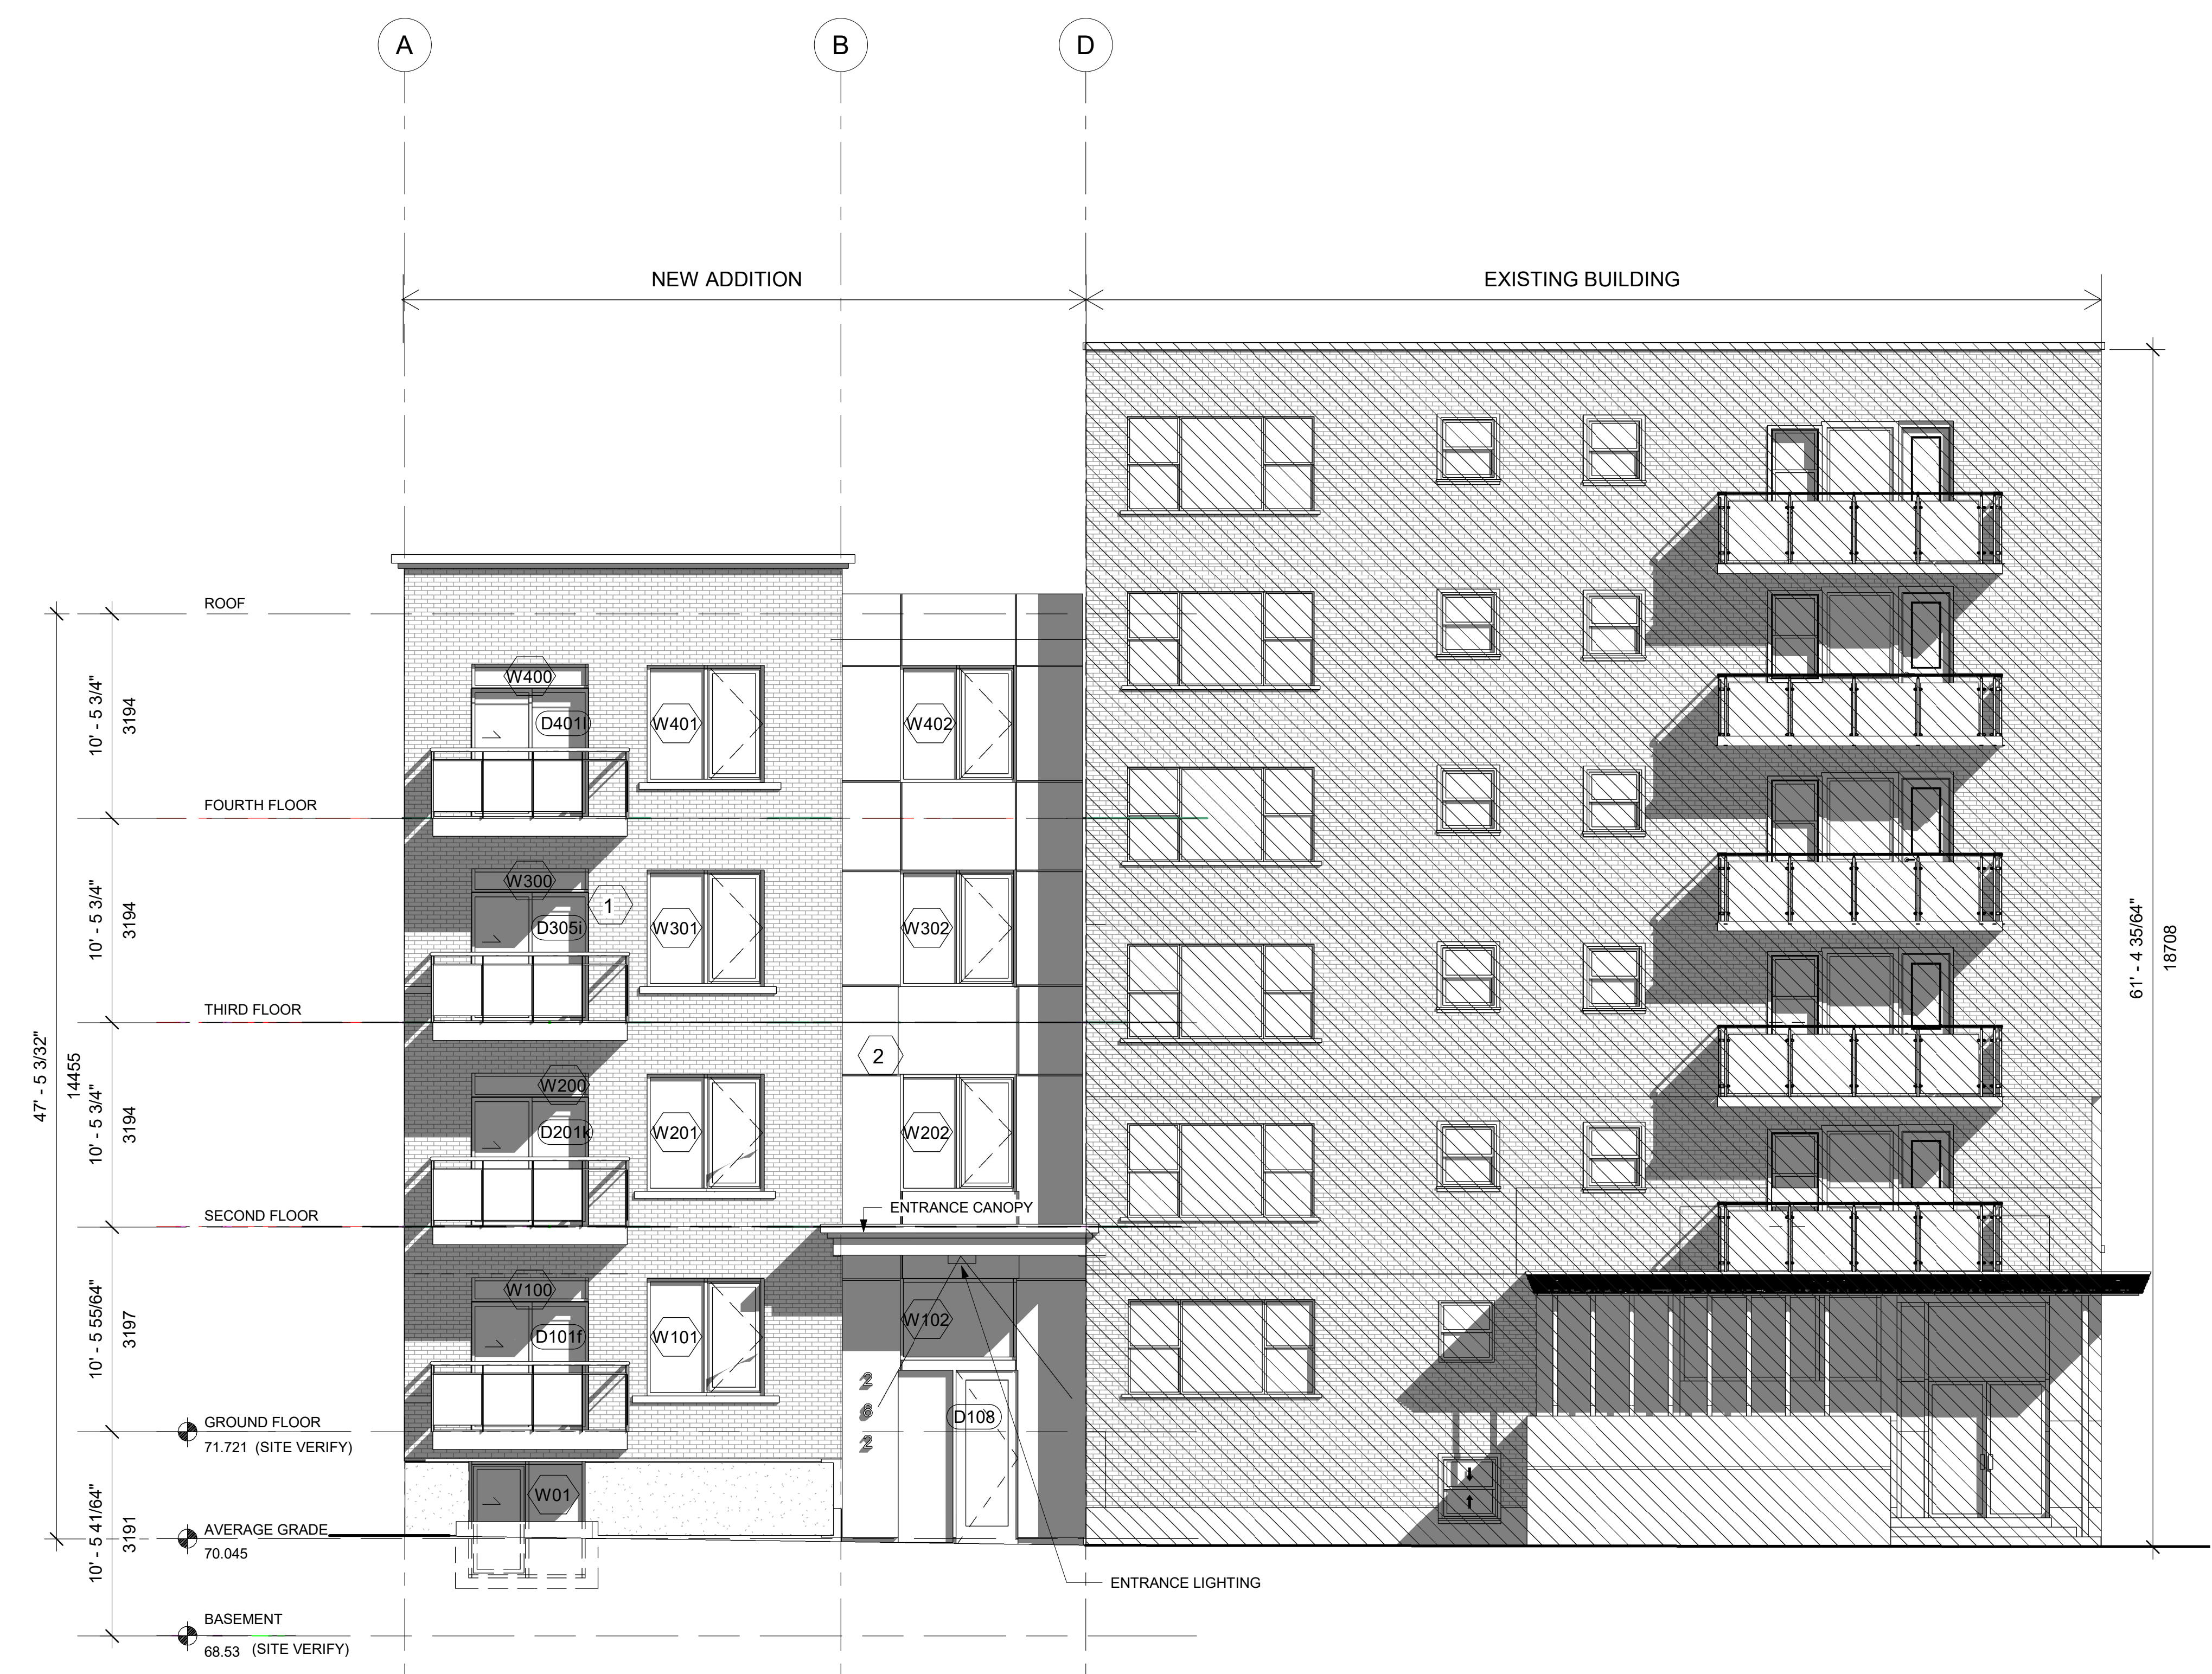 A
B
D
NEW ADDITION
EXISTING BUILDING
ROOF
FOURTH FLOOR
THIRD FLOOR
SECOND FLOOR
GROUND FLOOR
71.721 (SITE VERIFY)
AVERAGE GRADE
70.045
BASEMENT
68.53 (SITE VERIFY)
47' - 5 3/32"
14455
10' - 5 3/4"
3194
10' - 5 3/4"
3194
10' - 5 3/4"
3194
10' - 5 55/64"
3197
10' - 5 41/64"
3191
W400
D401l
W401
W402
W300
D305i
1
W301
W302
2
W200
D201k
W201
W202
ENTRANCE CANOPY
W100
D101f
W101
W102
2
6
2
D108
W01
ENTRANCE LIGHTING
61' - 4 35/64"
18708